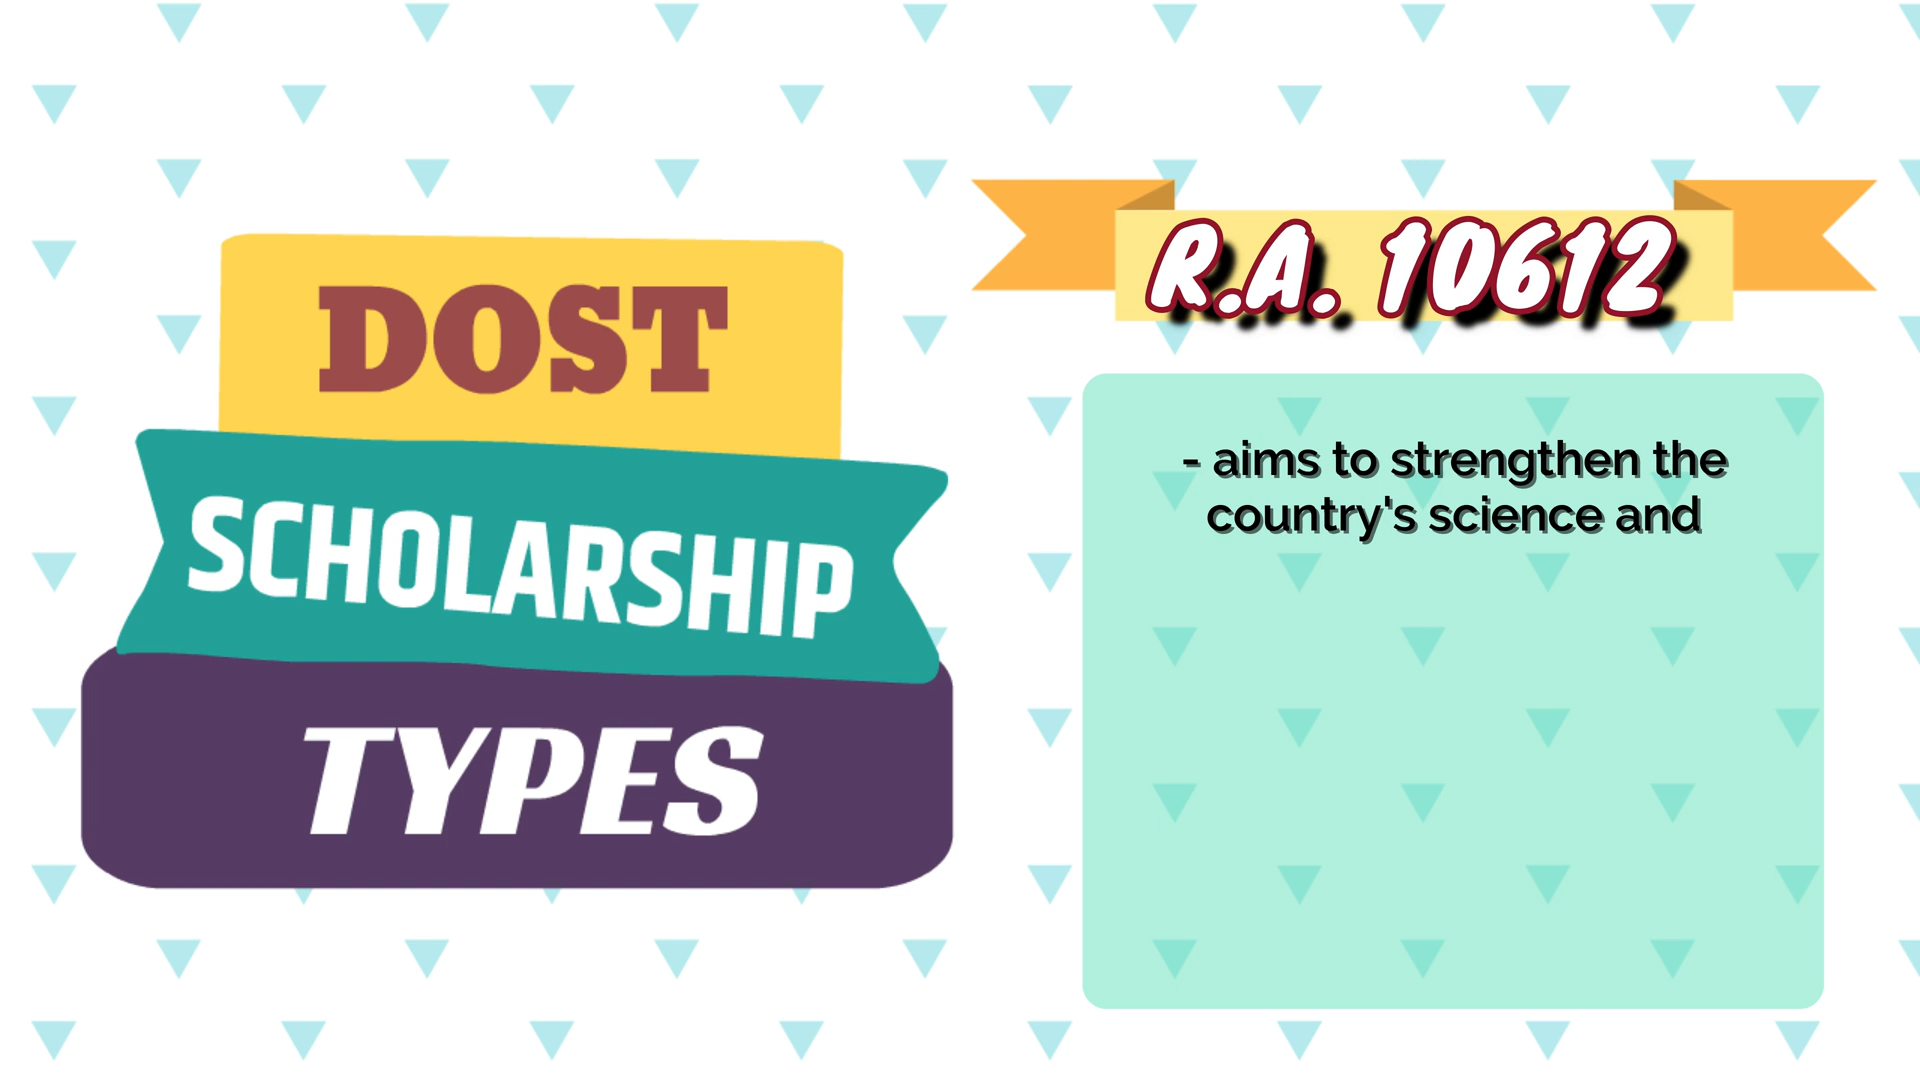 DOST
SCHOLARSHIP
TYPES
R.A. 10612
- aims to strengthen the
country's science and